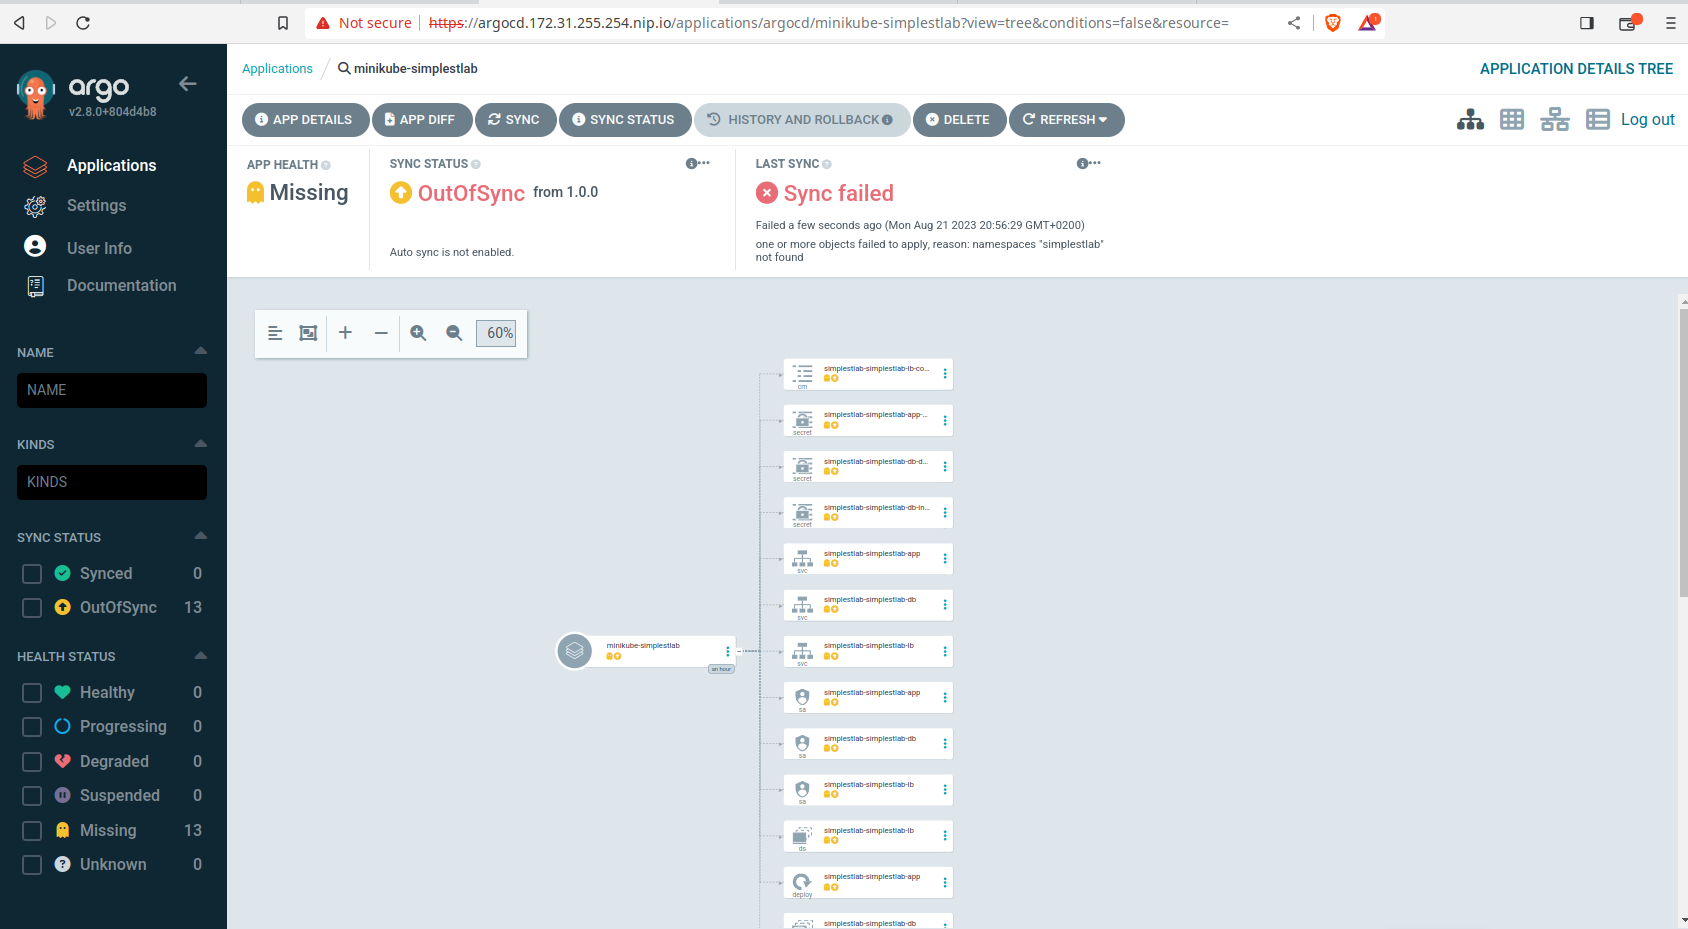 Not secure https://argocd.172.31.255.254.nip.io/applications/argocd/minikube-simplestlab?view=tree&conditions=false&resource=
argo
v2.8.0+804d4b8
Applications
Settings
User Info
Documentation
NAME
NAME
KINDS
KINDS
SYNC STATUS
Synced 0
OutOfSync 13
HEALTH STATUS
Healthy 0
Progressing 0
Degraded 0
Suspended 0
Missing 13
Unknown 0
Applications / minikube-simplestlab
APPLICATION DETAILS TREE
APP DETAILS APP DIFF SYNC SYNC STATUS HISTORY AND ROLLBACK DELETE REFRESH
Log out
APP HEALTH
Missing
SYNC STATUS
OutOfSync from 1.0.0
Auto sync is not enabled.
LAST SYNC
Sync failed
Failed a few seconds ago (Mon Aug 21 2023 20:56:29 GMT+0200)
one or more objects failed to apply, reason: namespaces "simplestlab"
not found
60%
minikube-simplestlab
an hour
simplestlab-simplestlab-lb-co...
cm
simplestlab-simplestlab-app-...
secret
simplestlab-simplestlab-db-d...
secret
simplestlab-simplestlab-db-in...
secret
simplestlab-simplestlab-app
svc
simplestlab-simplestlab-db
svc
simplestlab-simplestlab-lb
svc
simplestlab-simplestlab-app
sa
simplestlab-simplestlab-db
sa
simplestlab-simplestlab-lb
sa
simplestlab-simplestlab-lb
ds
simplestlab-simplestlab-app
deploy
simplestlab-simplestlab-db